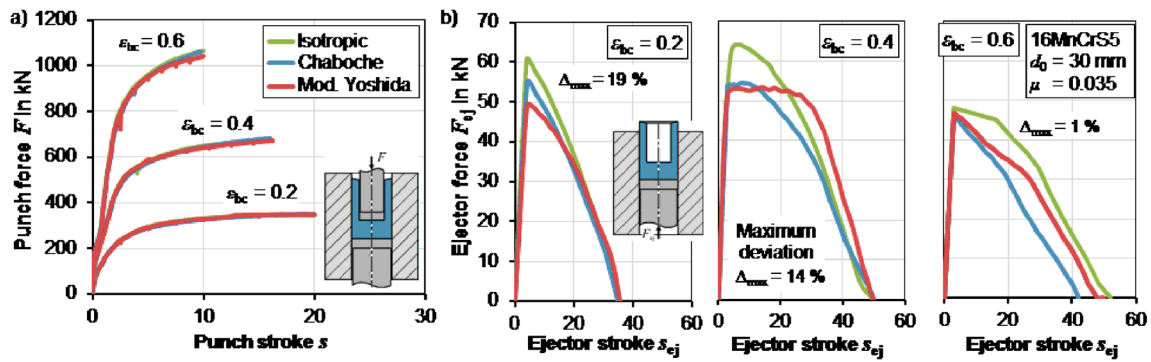 a)
1200
1000
800
600
400
200
0
0 10 20 30
Punch force F in kN
Punch stroke s
εbc = 0.6
εbc = 0.4
εbc = 0.2
Isotropic
Chaboche
Mod. Yoshida
F
b)
70
60
50
40
30
20
10
0
0 20 40 60
Ejector force Fej in kN
Ejector stroke sej
εbc = 0.2
Δmax = 19 %
Fej
εbc = 0.4
Maximum
deviation
Δmax = 14 %
0 20 40 60
Ejector stroke sej
εbc = 0.6
16MnCrS5
d0 = 30 mm
μ = 0.035
Δmax = 1 %
0 20 40 60
Ejector stroke sej